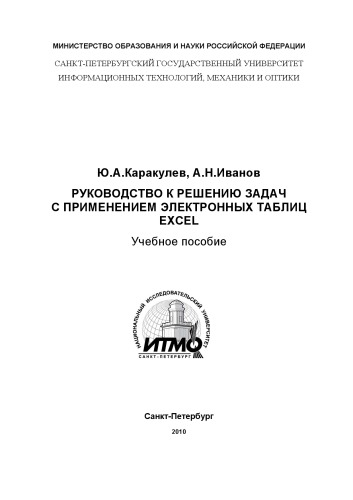 МИНИСТЕРСТВО ОБРАЗОВАНИЯ И НАУКИ РОССИЙСКОЙ ФЕДЕРАЦИИ
САНКТ-ПЕТЕРБУРГСКИЙ ГОСУДАРСТВЕННЫЙ УНИВЕРСИТЕТ
ИНФОРМАЦИОННЫХ ТЕХНОЛОГИЙ, МЕХАНИКИ И ОПТИКИ
Ю.А.Каракулев, А.Н.Иванов
РУКОВОДСТВО К РЕШЕНИЮ ЗАДАЧ
С ПРИМЕНЕНИЕМ ЭЛЕКТРОННЫХ ТАБЛИЦ
EXCEL
Учебное пособие
НАЦИОНАЛЬНЫЙ ИССЛЕДОВАТЕЛЬСКИЙ УНИВЕРСИТЕТ
ИТМО
САНКТ-ПЕТЕРБУРГ
Санкт-Петербург
2010